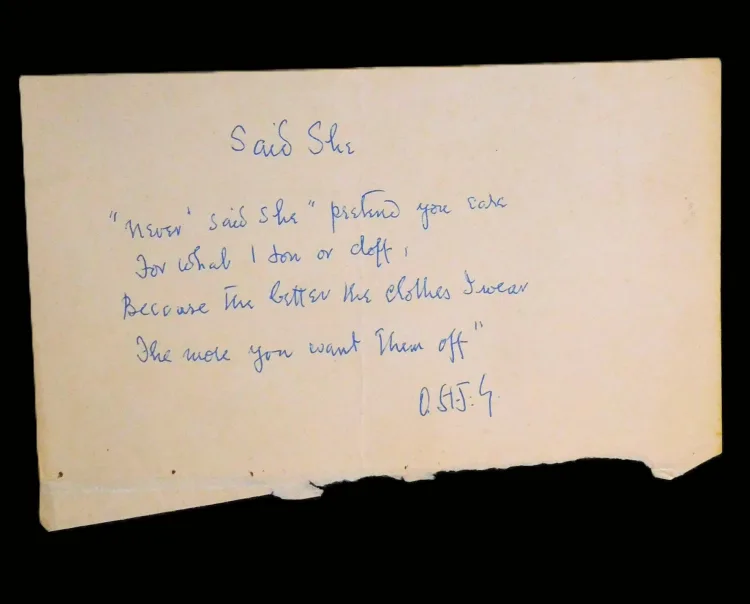 Said She
"Never' said she" pretend you care
For what I don or doff,
Because the better the clothes I wear
The more you want them off"
O. St-J: G.